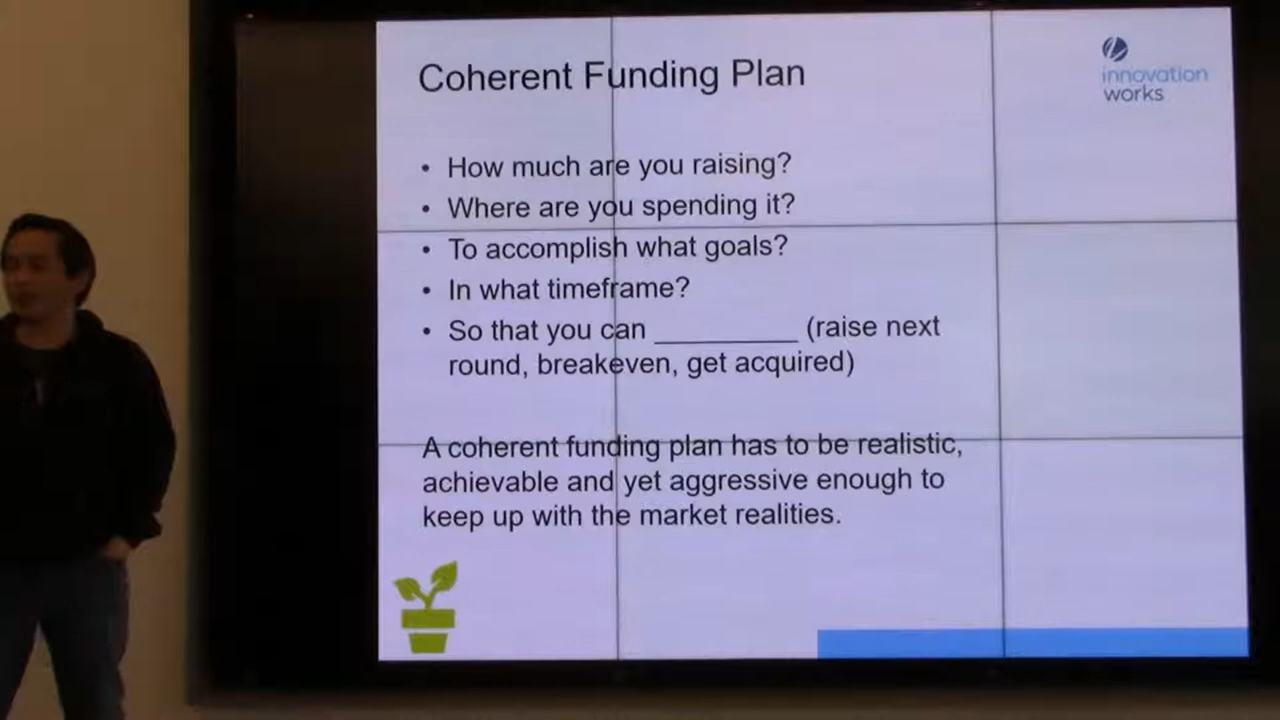 Coherent Funding Plan
innovation
works
• How much are you raising?
• Where are you spending it?
• To accomplish what goals?
• In what timeframe?
• So that you can __________ (raise next
round, breakeven, get acquired)
A coherent funding plan has to be realistic,
achievable and yet aggressive enough to
keep up with the market realities.